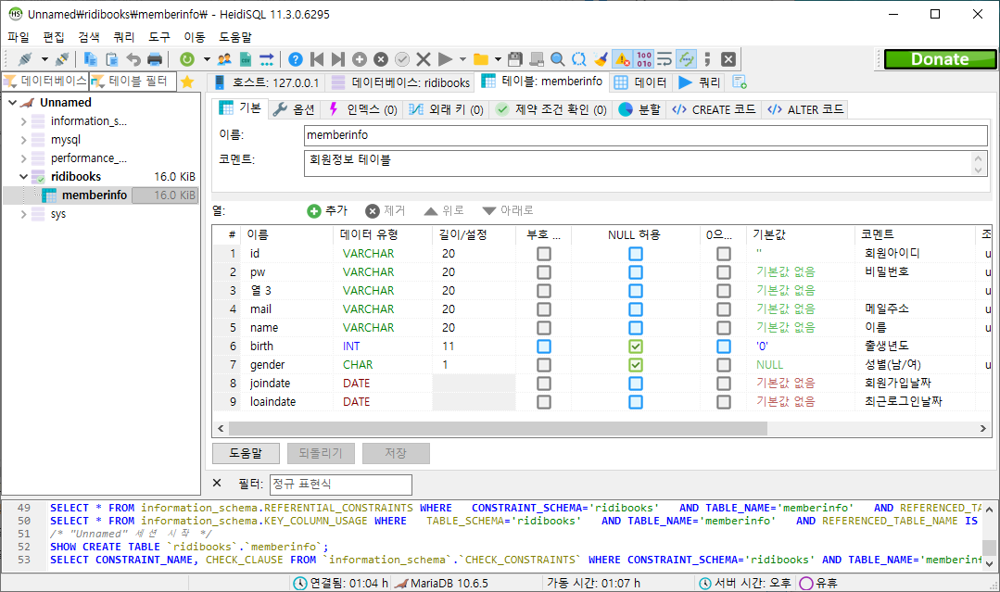 Unnamed₩ridibooks₩memberinfo₩ - HeidiSQL 11.3.0.6295
파일 편집 검색 쿼리 도구 이동 도움말
Donate
데이터베이스 테이블 필터
호스트: 127.0.0.1 데이터베이스: ridibooks 테이블: memberinfo 데이터 쿼리
Unnamed
information_s...
mysql
performance_...
ridibooks 16.0 KiB
memberinfo 16.0 KiB
sys
기본 옵션 인덱스 (0) 외래 키 (0) 제약 조건 확인 (0) 분할 </> CREATE 코드 </> ALTER 코드
이름: memberinfo
코멘트: 회원정보 테이블
열: 추가 제거 위로 아래로
# 이름 데이터 유형 길이/설정 부호 ... NULL 허용 0으... 기본값 코멘트 조
1 id VARCHAR 20 '' 회원아이디 u
2 pw VARCHAR 20 기본값 없음 비밀번호 u
3 열 3 VARCHAR 20 기본값 없음 u
4 mail VARCHAR 20 기본값 없음 메일주소 u
5 name VARCHAR 20 기본값 없음 이름 u
6 birth INT 11 '0' 출생년도
7 gender CHAR 1 NULL 성별(남/여) u
8 joindate DATE 기본값 없음 회원가입날짜
9 loaindate DATE 기본값 없음 최근로그인날짜
도움말 되돌리기 저장
필터: 정규 표현식
49 SELECT * FROM information_schema.REFERENTIAL_CONSTRAINTS WHERE CONSTRAINT_SCHEMA='ridibooks' AND TABLE_NAME='memberinfo' AND REFERENCED_TA
50 SELECT * FROM information_schema.KEY_COLUMN_USAGE WHERE TABLE_SCHEMA='ridibooks' AND TABLE_NAME='memberinfo' AND REFERENCED_TABLE_NAME IS
51 /* "Unnamed" 세션 시작 */
52 SHOW CREATE TABLE `ridibooks`.`memberinfo`;
53 SELECT CONSTRAINT_NAME, CHECK_CLAUSE FROM `information_schema`.`CHECK_CONSTRAINTS` WHERE CONSTRAINT_SCHEMA='ridibooks' AND TABLE_NAME='memberinf
연결됨: 01:04 h MariaDB 10.6.5 가동 시간: 01:07 h 서버 시간: 오후 유휴